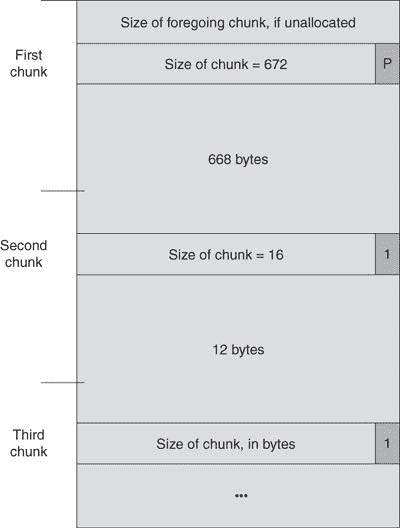 Size of foregoing chunk, if unallocated
First
chunk
Size of chunk = 672
P
668 bytes
Second
chunk
Size of chunk = 16
1
12 bytes
Third
chunk
Size of chunk, in bytes
1
...